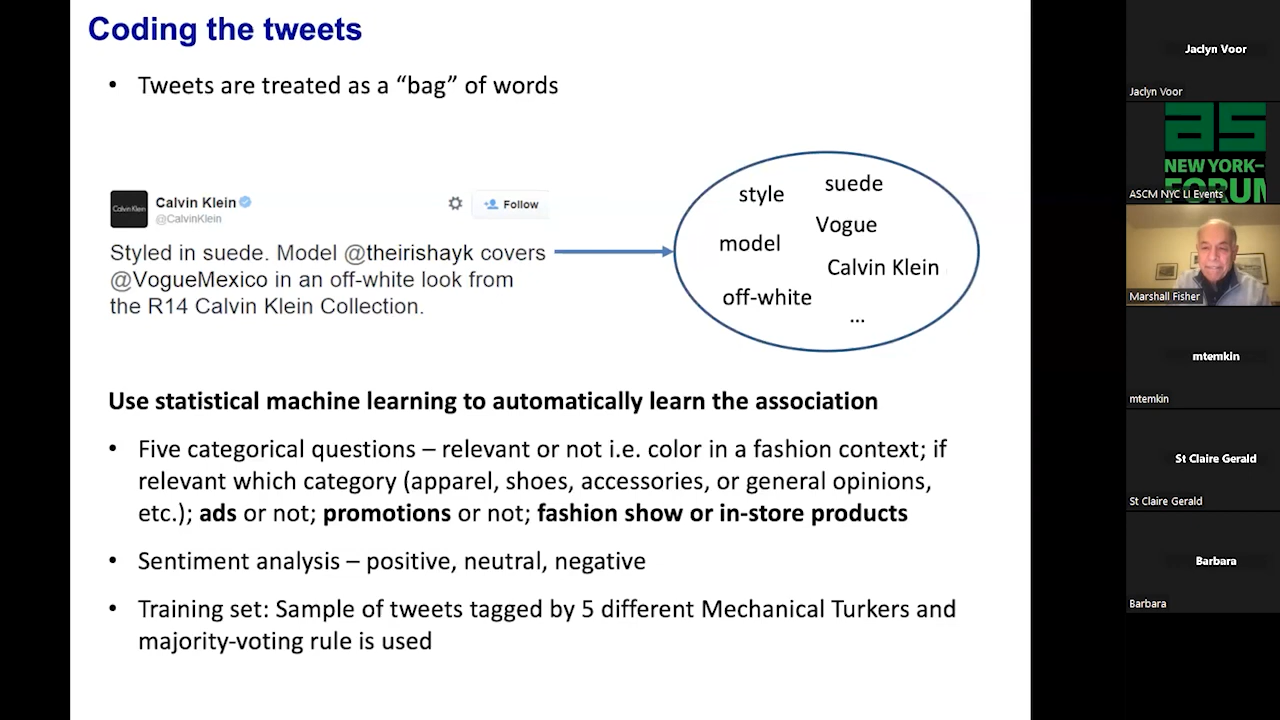 Coding the tweets
• Tweets are treated as a “bag” of words
Calvin Klein
Calvin Klein
@CalvinKlein
Follow
Styled in suede. Model @theirishayk covers
@VogueMexico in an off-white look from
the R14 Calvin Klein Collection.
style
suede
Vogue
model
Calvin Klein
off-white
...
Use statistical machine learning to automatically learn the association
• Five categorical questions – relevant or not i.e. color in a fashion context; if
relevant which category (apparel, shoes, accessories, or general opinions,
etc.); ads or not; promotions or not; fashion show or in-store products
• Sentiment analysis – positive, neutral, negative
• Training set: Sample of tweets tagged by 5 different Mechanical Turkers and
majority-voting rule is used
Jaclyn Voor
Jaclyn Voor
as
NEW YORK–
FORUM
ASCM NYC LI Events
Marshall Fisher
mtemkin
mtemkin
St Claire Gerald
St Claire Gerald
Barbara
Barbara